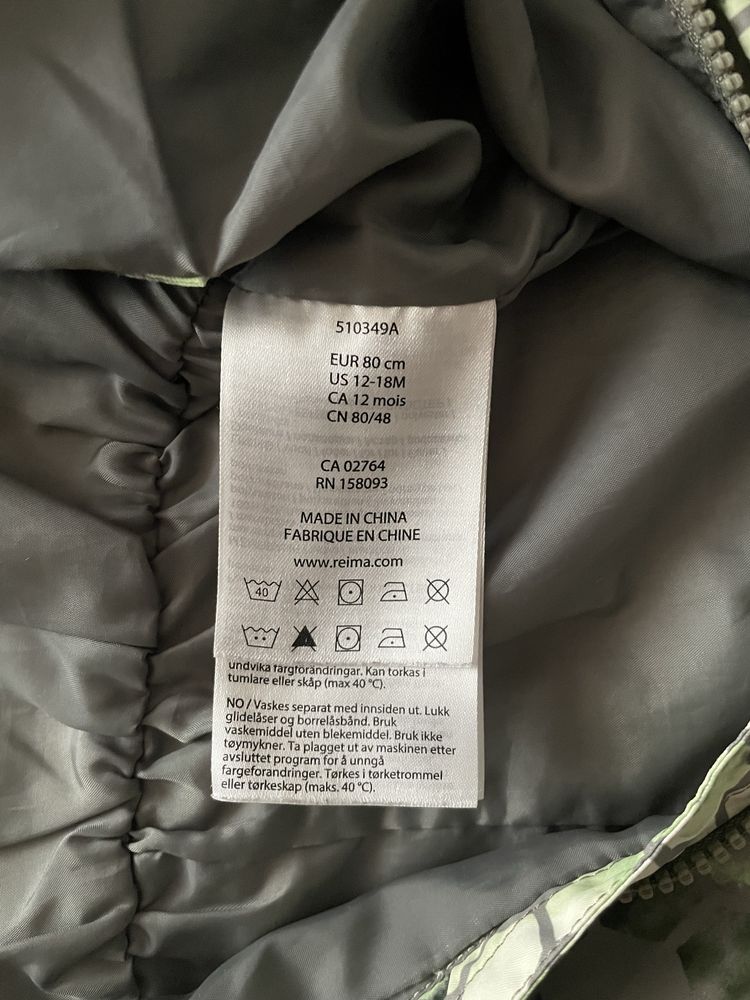 510349A
EUR 80 cm
US 12-18M
CA 12 mois
CN 80/48
CA 02764
RN 158093
MADE IN CHINA
FABRIQUE EN CHINE
www.reima.com
40
undvika färgförändringar. Kan torkas i
tumlare eller skåp (max 40 °C).
NO / Vaskes separat med innsiden ut. Lukk
glidelåser og borrelåsbånd. Bruk
vaskemiddel uten blekemiddel. Bruk ikke
tøymykner. Ta plagget ut av maskinen etter
avsluttet program for å unngå
fargeforandringer. Tørkes i tørketrommel
eller tørkeskap (maks. 40 °C).